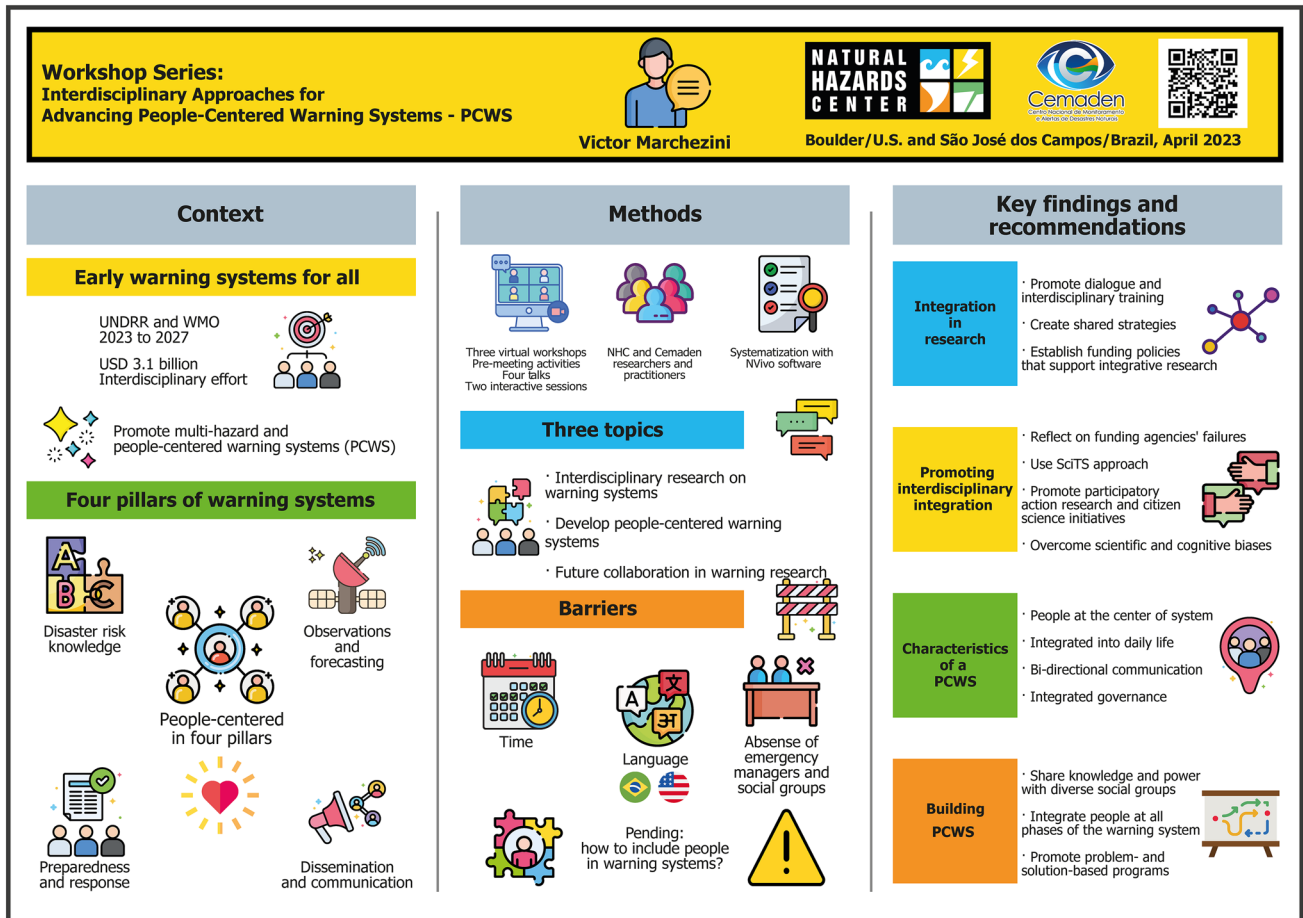 Workshop Series:
Interdisciplinary Approaches for
Advancing People-Centered Warning Systems - PCWS
Victor Marchezini
NATURAL
HAZARDS
CENTER
Cemaden
Centro Nacional de Monitoramento
e Alertas de Desastres Naturais
Boulder/U.S. and São José dos Campos/Brazil, April 2023
Context
Early warning systems for all
UNDRR and WMO
2023 to 2027
USD 3.1 billion
Interdisciplinary effort
Promote multi-hazard and
people-centered warning systems (PCWS)
Four pillars of warning systems
A
B C
Disaster risk
knowledge
Observations
and
forecasting
People-centered
in four pillars
Preparedness
and response
Dissemination
and communication
Methods
Three virtual workshops
Pre-meeting activities
Four talks
Two interactive sessions
NHC and Cemaden
researchers and
practitioners
Systematization with
NVivo software
Three topics
· Interdisciplinary research on
warning systems
· Develop people-centered warning
systems
· Future collaboration in warning research
Barriers
Time
A
文
अ
Language
Absense of
emergency
managers and
social groups
Pending:
how to include people
in warning systems?
Key findings and
recommendations
Integration
in
research
· Promote dialogue and
interdisciplinary training
· Create shared strategies
· Establish funding policies
that support integrative research
Promoting
interdisciplinary
integration
· Reflect on funding agencies' failures
· Use SciTS approach
· Promote participatory
action research and citizen
science initiatives
· Overcome scientific and cognitive biases
Characteristics
of a
PCWS
· People at the center of system
· Integrated into daily life
· Bi-directional communication
· Integrated governance
Building
PCWS
· Share knowledge and power
with diverse social groups
· Integrate people at all
phases of the warning system
· Promote problem- and
solution-based programs